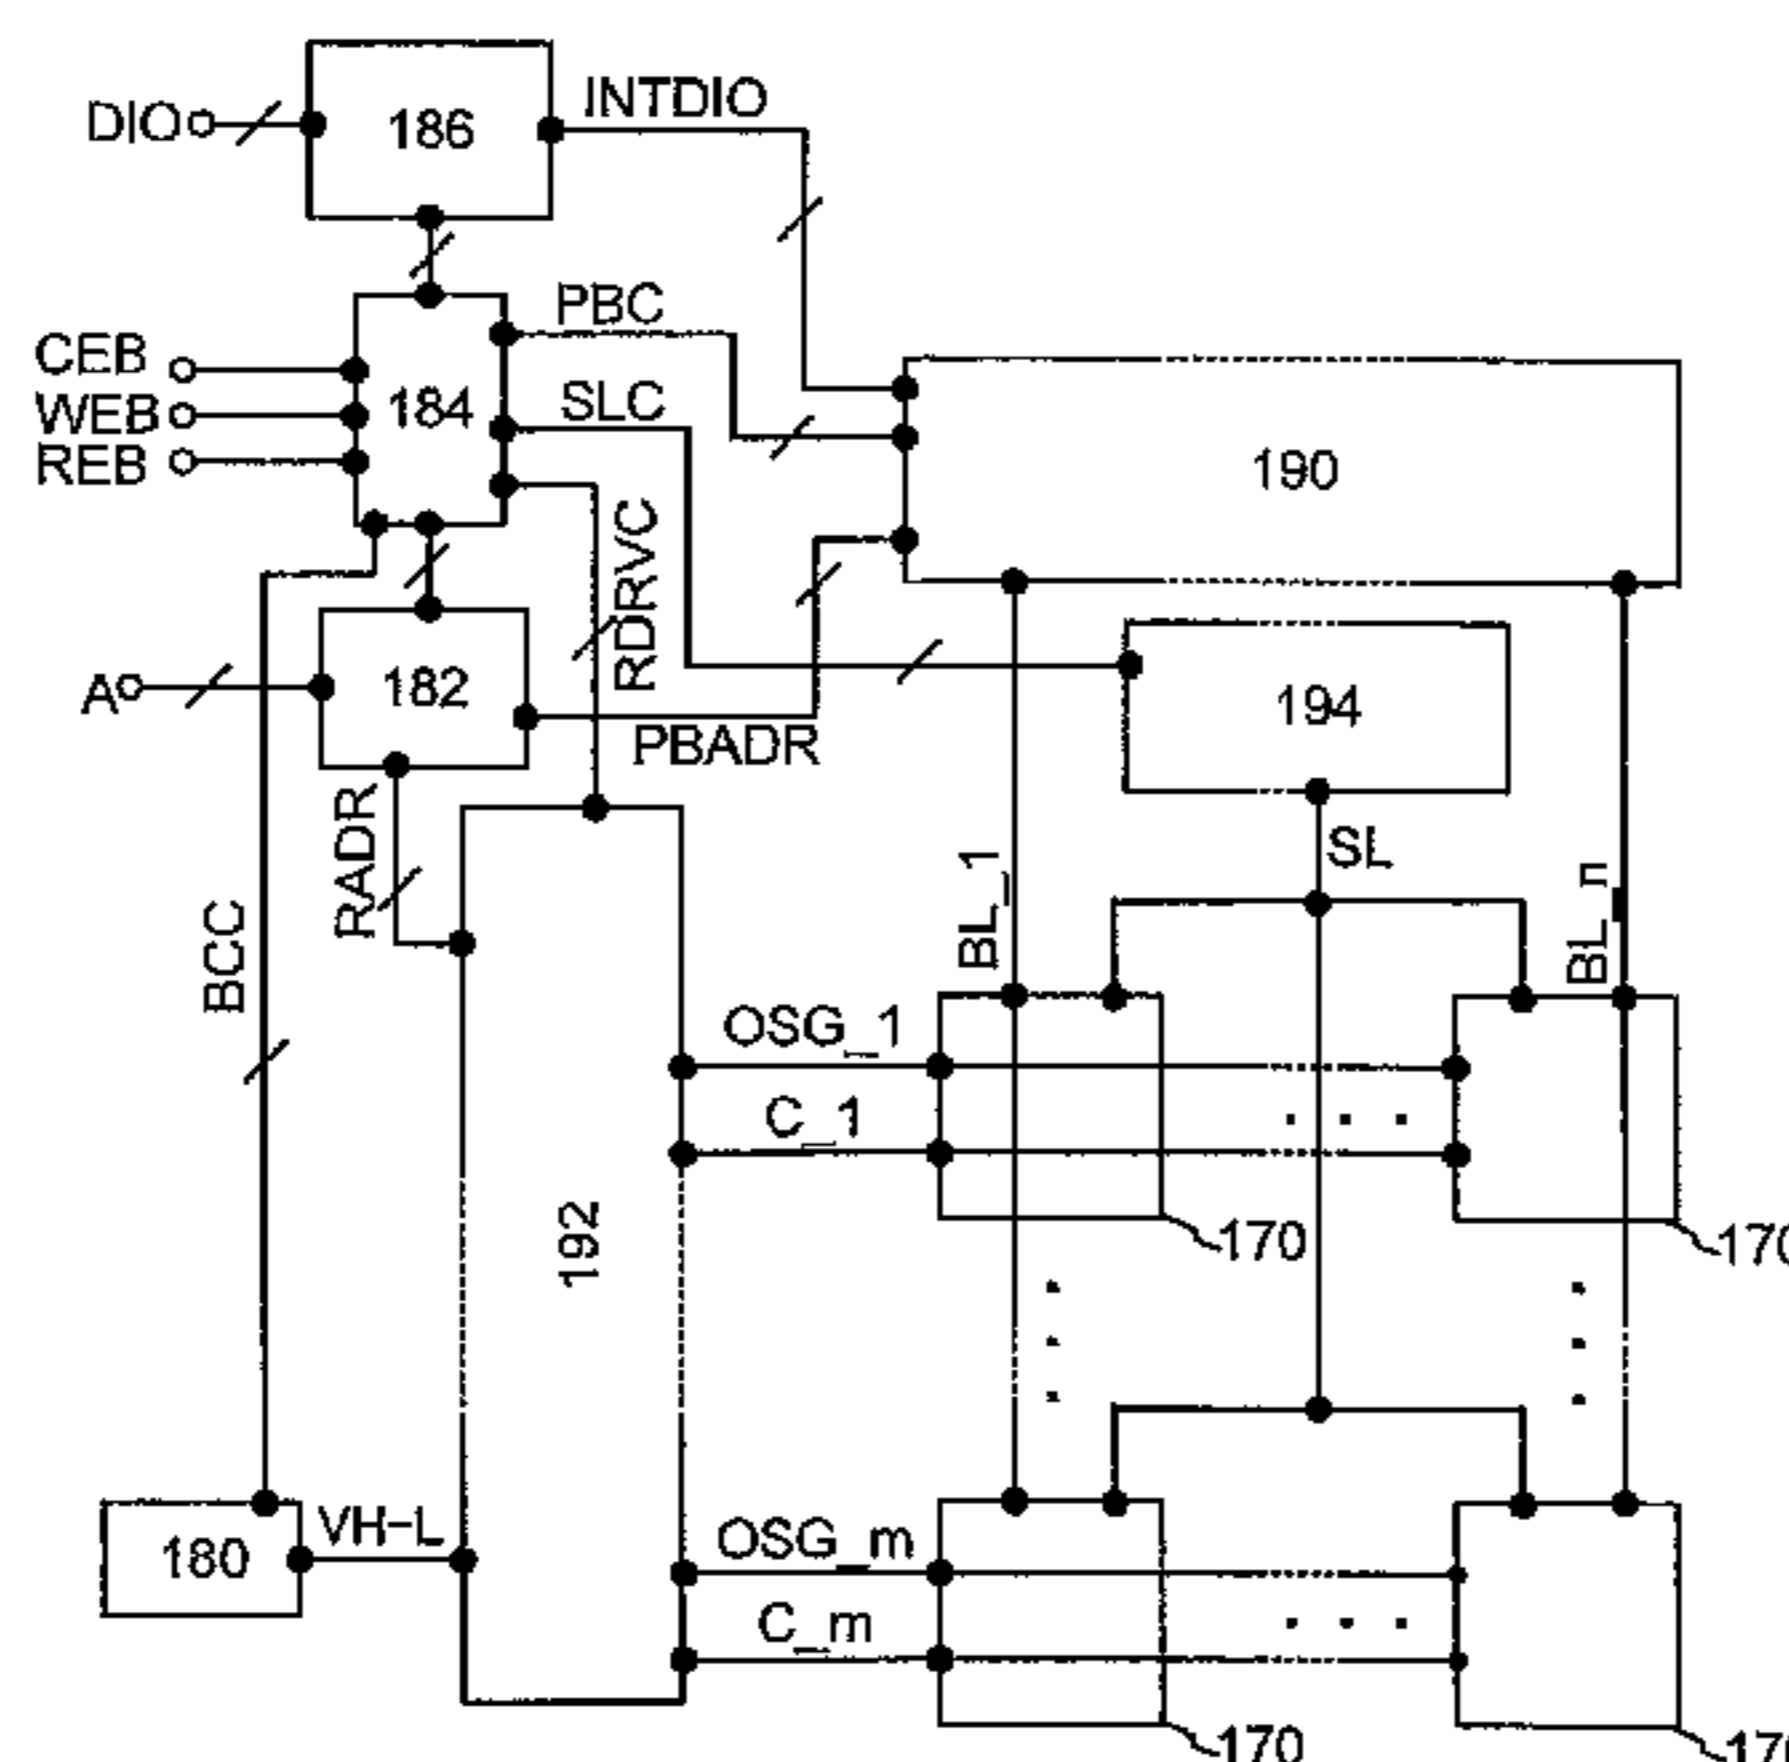 DIO
186
INTDIO
CEB
WEB
REB
184
PBC
SLC
RDRVC
190
A
182
PBADR
194
RADR
SL
BCC
BL_1
BL_n
OSG_1
C_1
192
170
170
180
VH-L
OSG_m
C_m
170
170